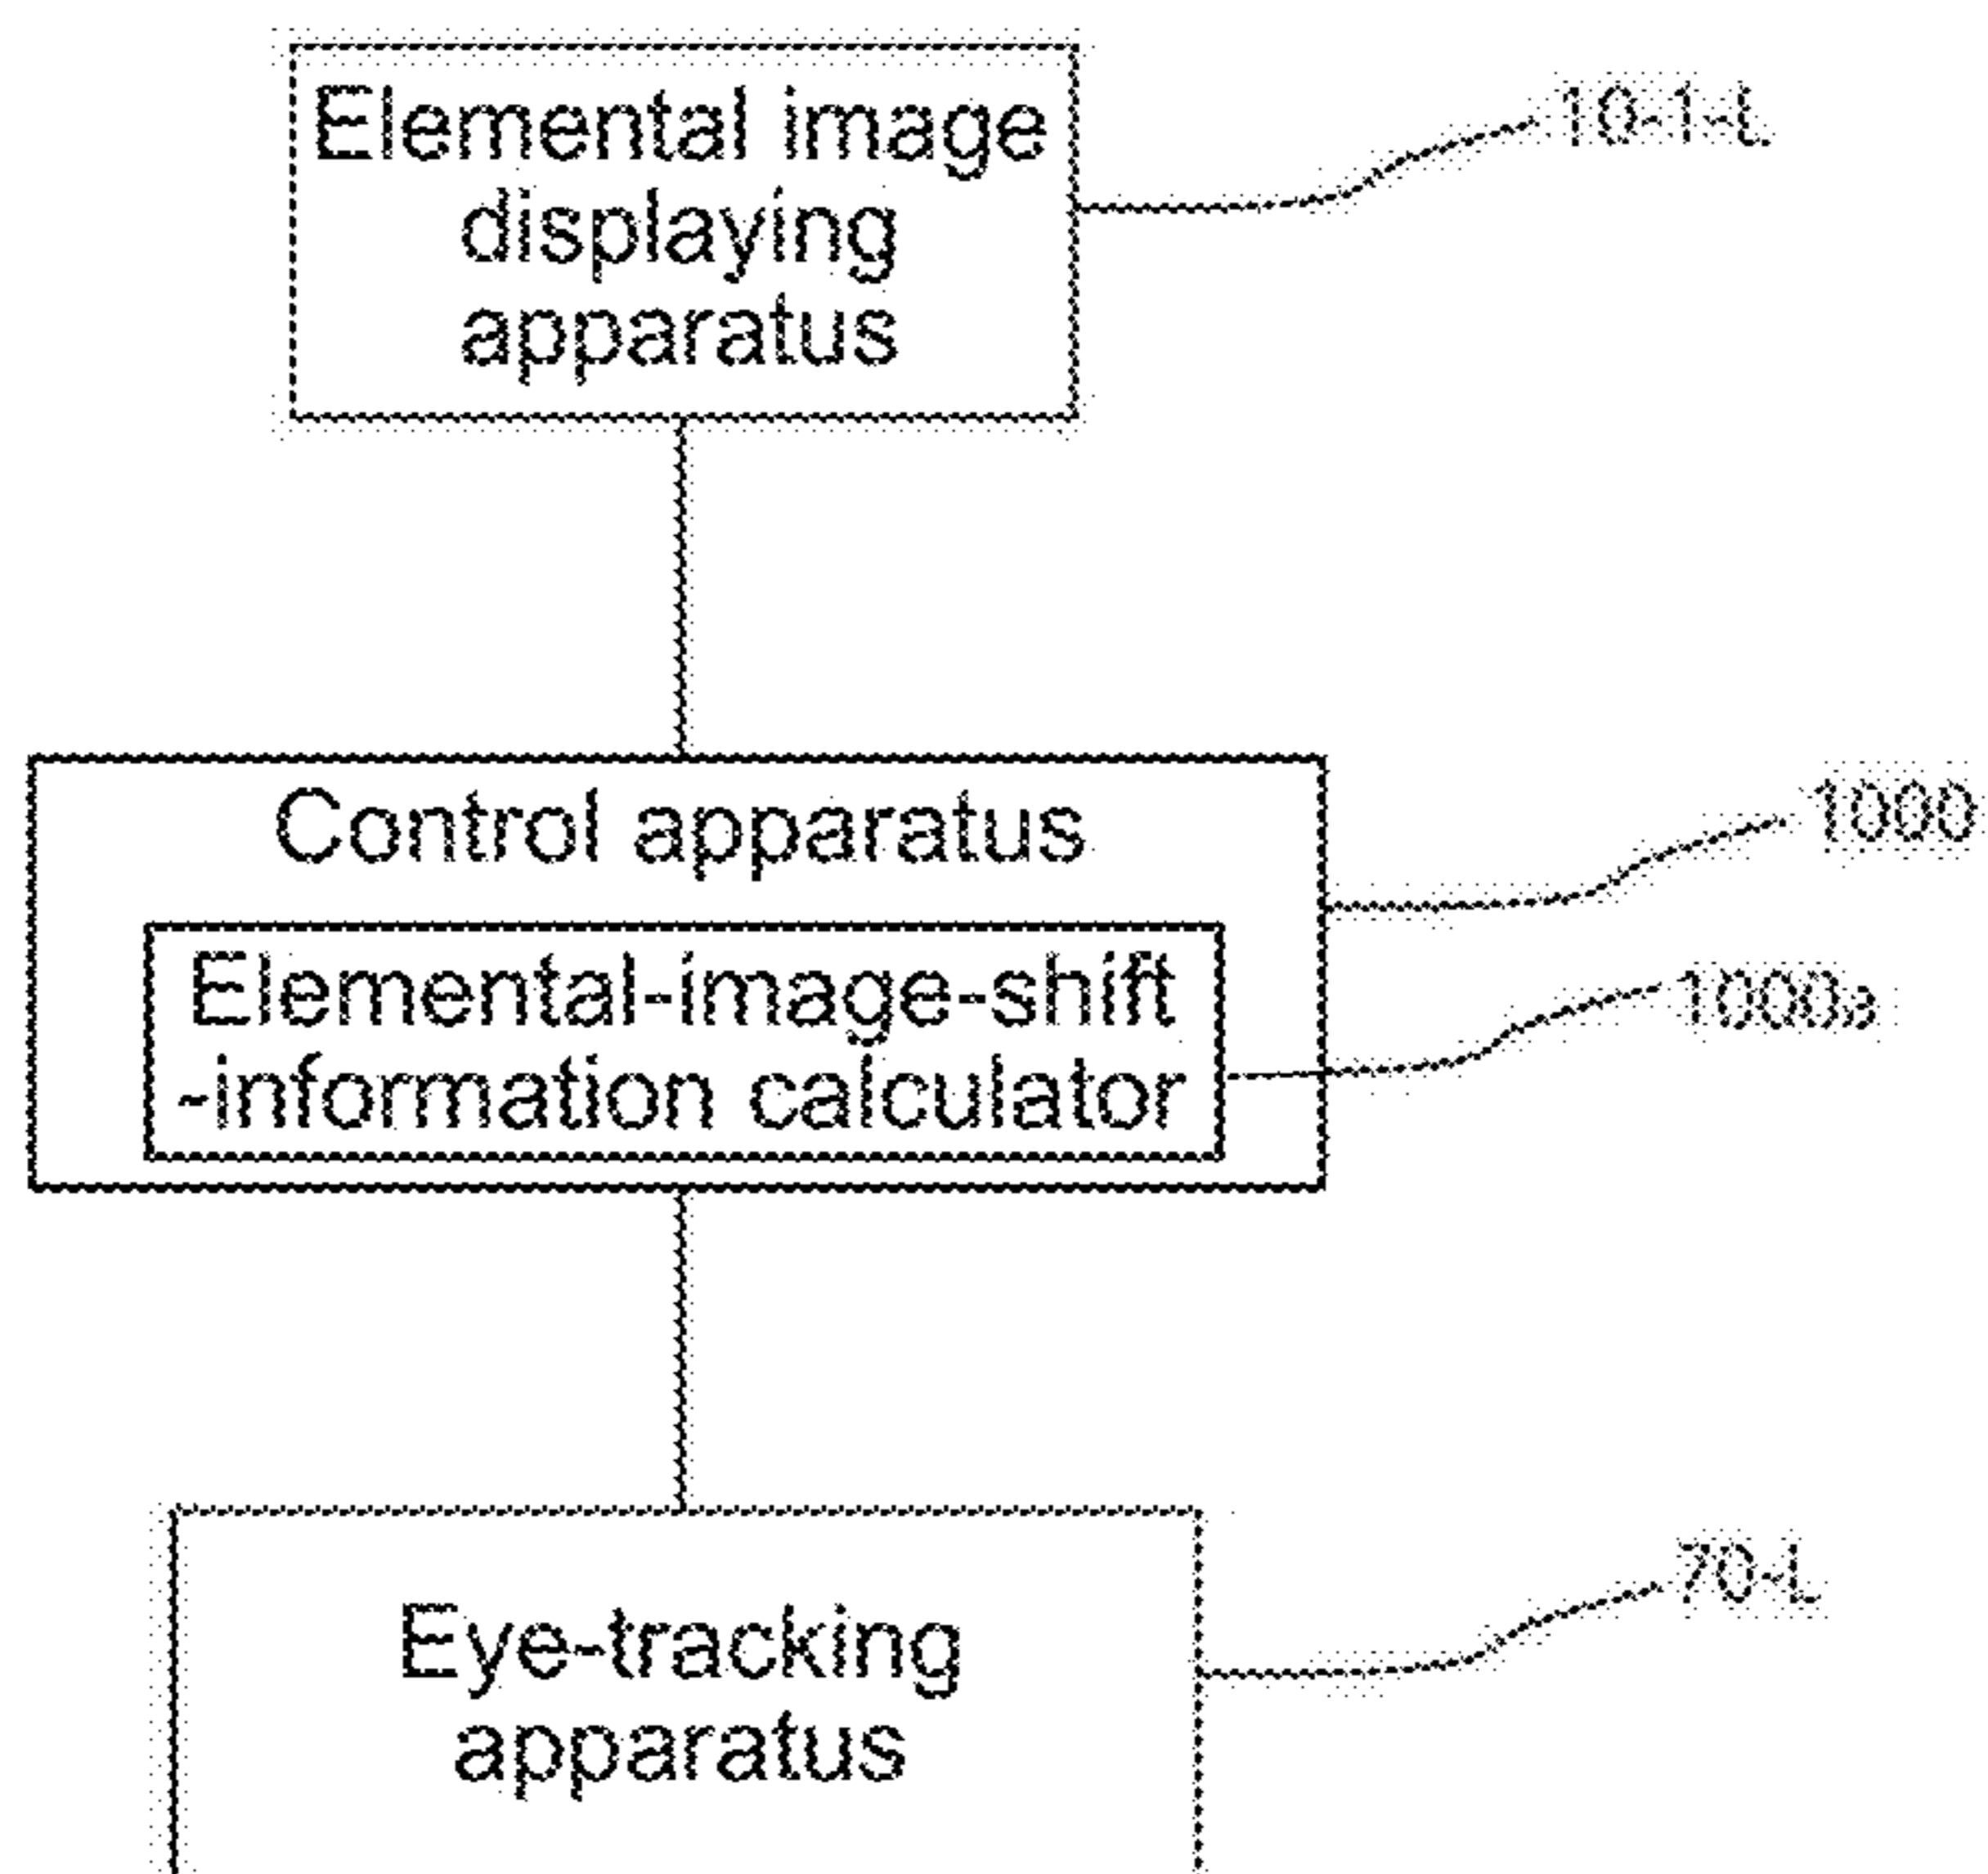 Elemental image
displaying
apparatus
10-1-L
Control apparatus
1000
Elemental-image-shift
-information calculator
1000a
Eye-tracking
apparatus
70-L